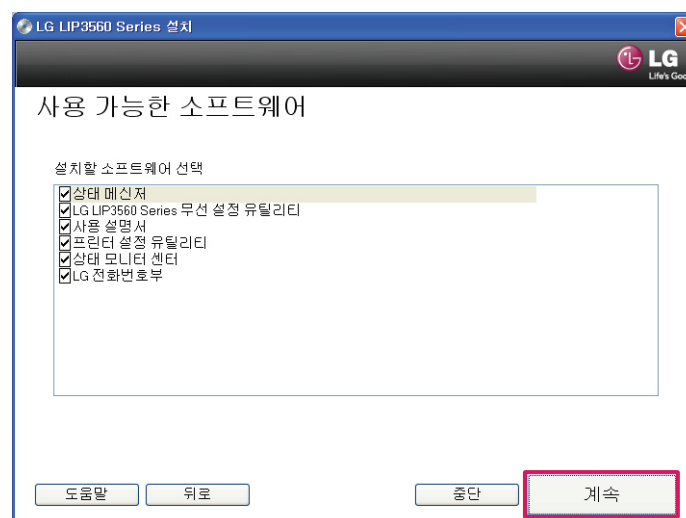 LG LIP3560 Series 설치
LG
Life's Goo
사용 가능한 소프트웨어
설치할 소프트웨어 선택
상태 메신저
LG LIP3560 Series 무선 설정 유틸리티
사용 설명서
프린터 설정 유틸리티
상태 모니터 센터
LG 전화번호부
도움말 뒤로 중단 계속